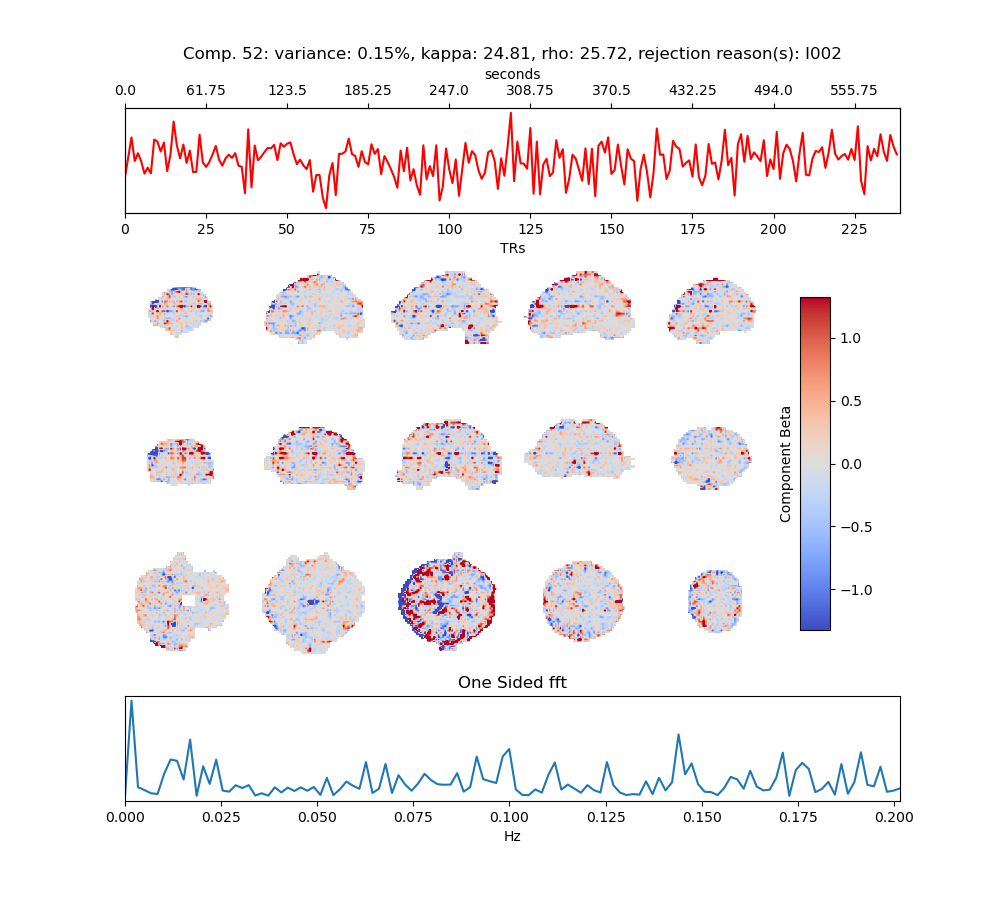 Comp. 52: variance: 0.15%, kappa: 24.81, rho: 25.72, rejection reason(s): I002
seconds
0.0 61.75 123.5 185.25 247.0 308.75 370.5 432.25 494.0 555.75
0 25 50 75 100 125 150 175 200 225
TRs
1.0
0.5
0.0
−0.5
−1.0
Component Beta
One Sided fft
0.000 0.025 0.050 0.075 0.100 0.125 0.150 0.175 0.200
Hz